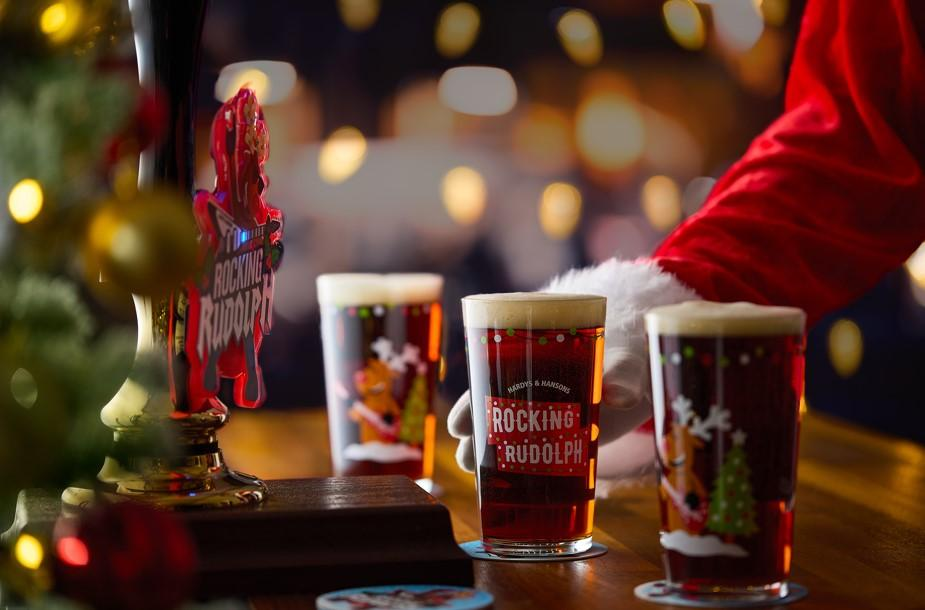 ROCKING
RUDOLPH
HARDYS & HANSONS
ROCKING
RUDOLPH